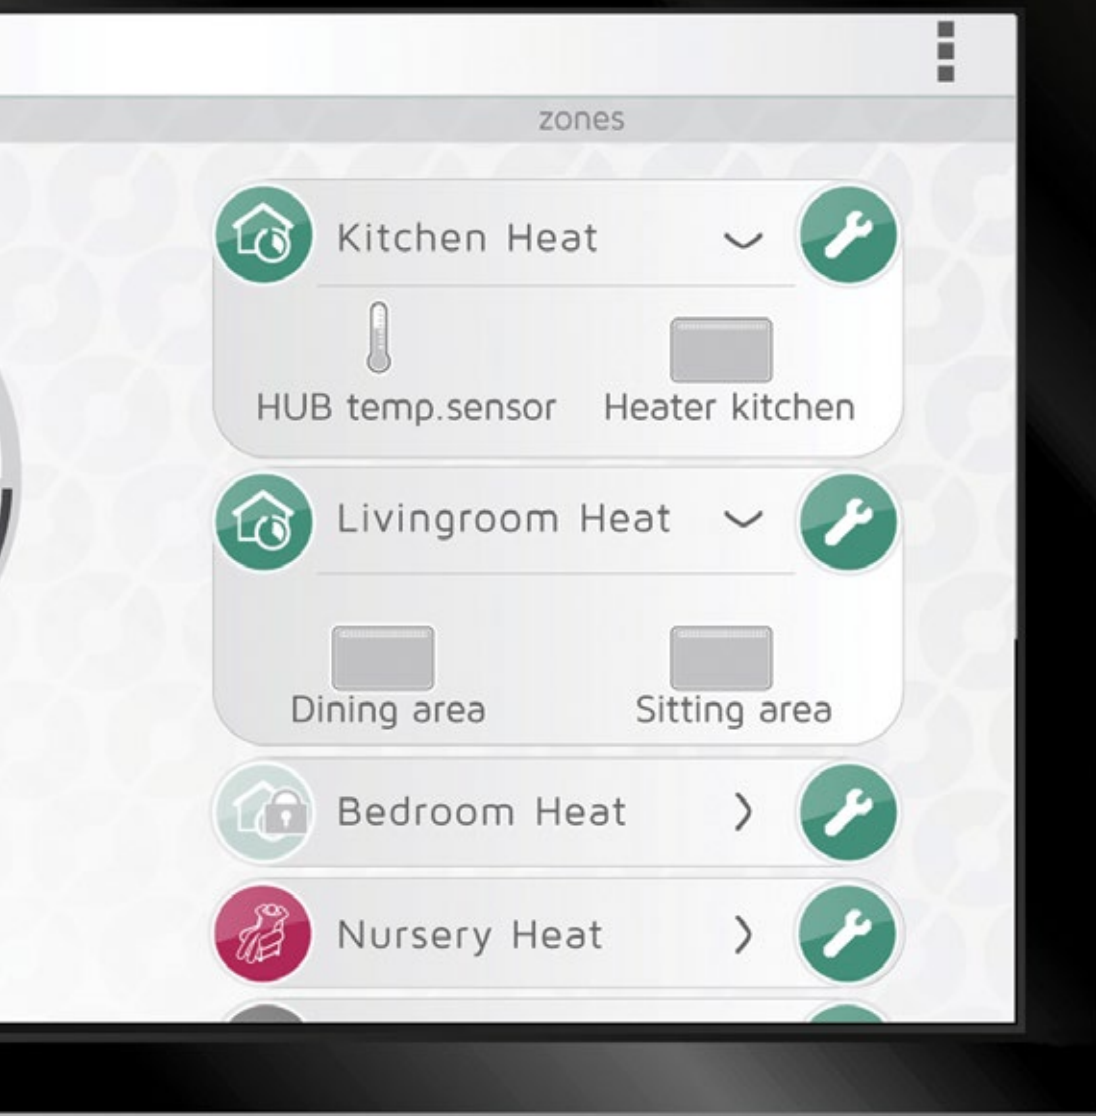 zones
Kitchen Heat
HUB temp.sensor Heater kitchen
Livingroom Heat
Dining area Sitting area
Bedroom Heat
Nursery Heat